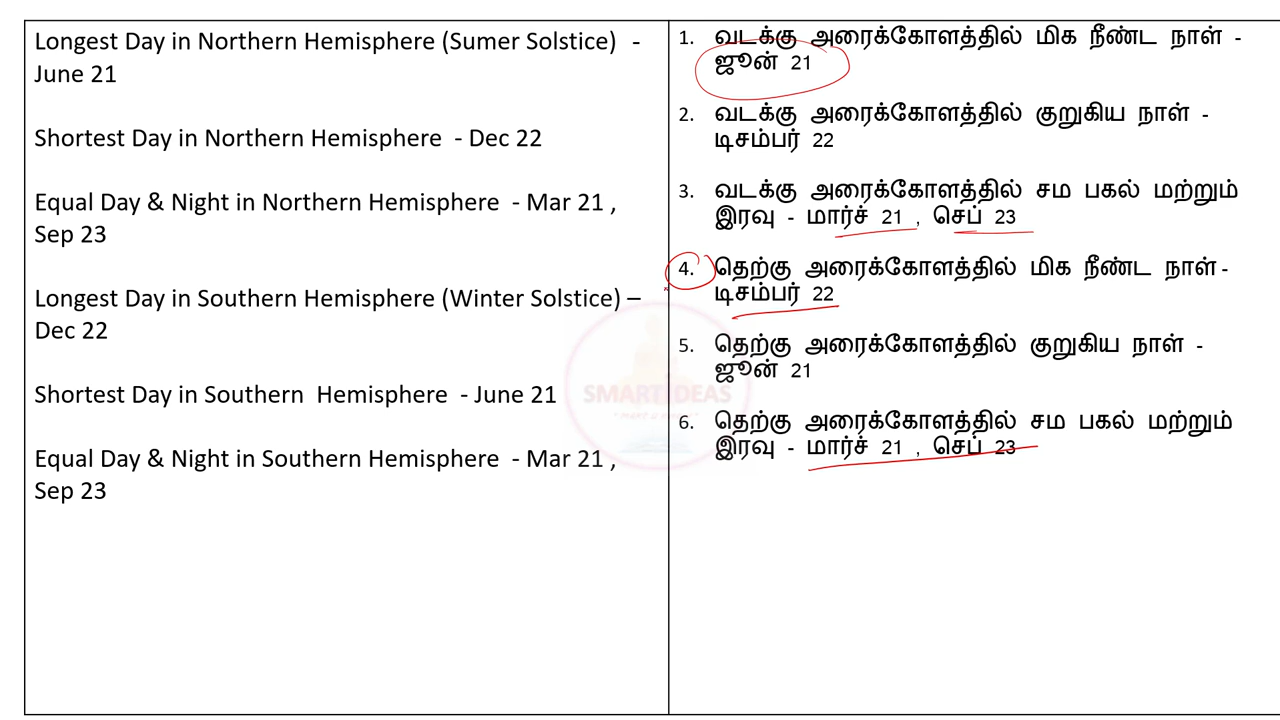 Longest Day in Northern Hemisphere (Sumer Solstice) -
June 21
Shortest Day in Northern Hemisphere - Dec 22
Equal Day & Night in Northern Hemisphere - Mar 21 ,
Sep 23
Longest Day in Southern Hemisphere (Winter Solstice) –
Dec 22
Shortest Day in Southern Hemisphere - June 21
Equal Day & Night in Southern Hemisphere - Mar 21 ,
Sep 23
1. வடக்கு அரைக்கோளத்தில் மிக நீண்ட நாள் -
ஜூன் 21
2. வடக்கு அரைக்கோளத்தில் குறுகிய நாள் -
டிசம்பர் 22
3. வடக்கு அரைக்கோளத்தில் சம பகல் மற்றும்
இரவு - மார்ச் 21 , செப் 23
4. தெற்கு அரைக்கோளத்தில் மிக நீண்ட நாள் -
டிசம்பர் 22
5. தெற்கு அரைக்கோளத்தில் குறுகிய நாள் -
ஜூன் 21
6. தெற்கு அரைக்கோளத்தில் சம பகல் மற்றும்
இரவு - மார்ச் 21 , செப் 23
SMART IDEAS